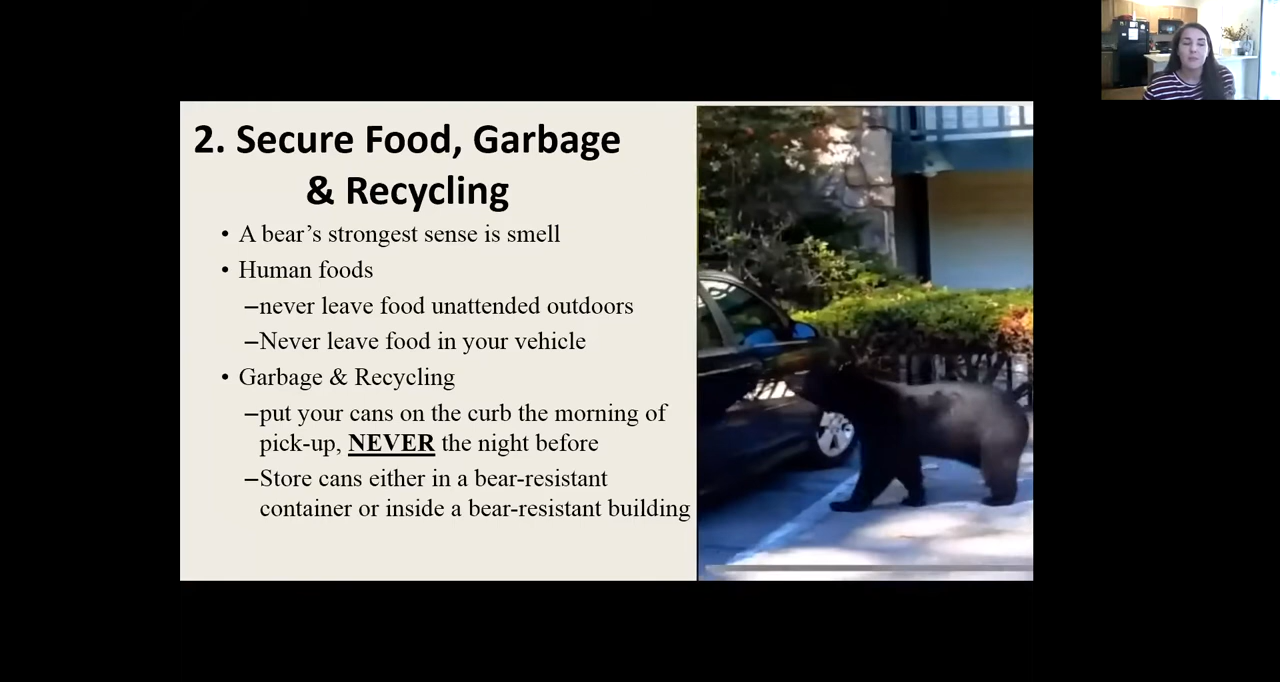 2. Secure Food, Garbage
& Recycling
• A bear’s strongest sense is smell
• Human foods
–never leave food unattended outdoors
–Never leave food in your vehicle
• Garbage & Recycling
–put your cans on the curb the morning of
pick-up, NEVER the night before
–Store cans either in a bear-resistant
container or inside a bear-resistant building